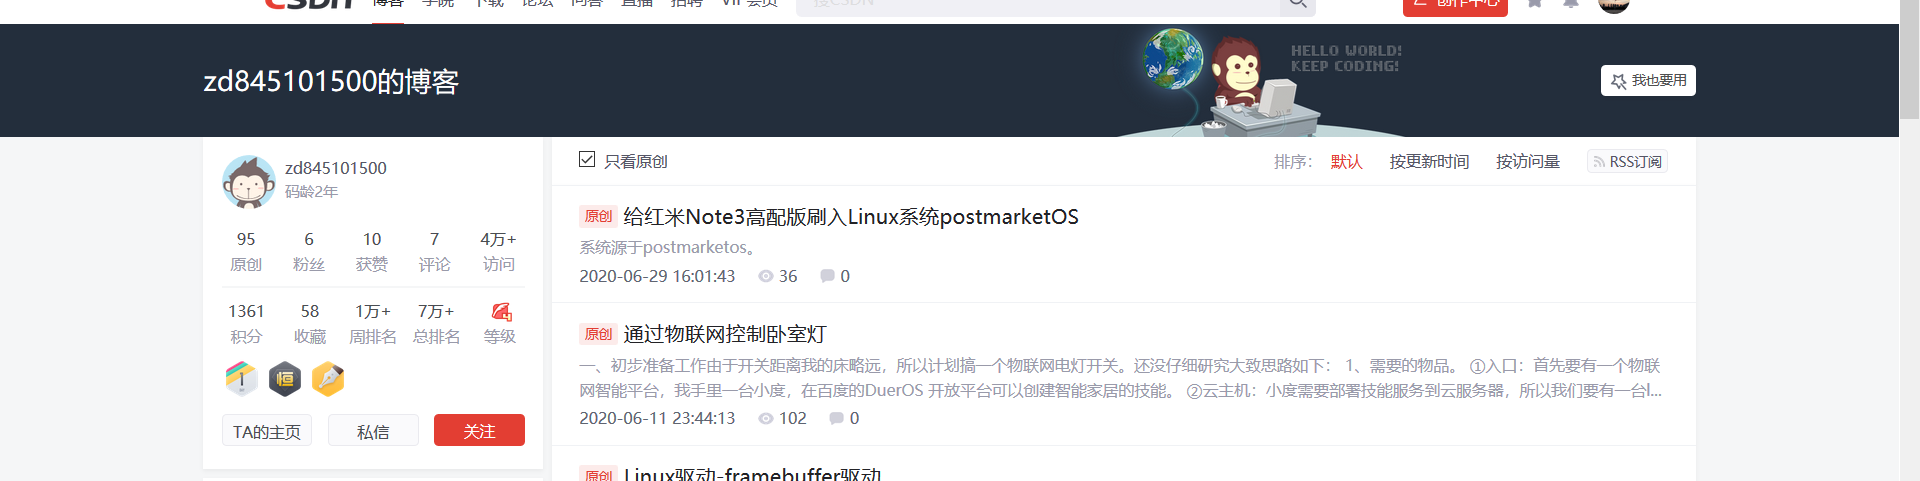 CSDN 博客 学院 下载 论坛 问答 直播 招聘 VIP会员 搜CSDN 创作中心
zd845101500的博客
HELLO WORLD!
KEEP CODING!
我也要用
zd845101500
码龄2年
95 6 10 7 4万+
原创 粉丝 获赞 评论 访问
1361 58 1万+ 7万+ 4
积分 收藏 周排名 总排名 等级
1 恒
TA的主页 私信 关注
只看原创 排序： 默认 按更新时间 按访问量 RSS订阅
原创 给红米Note3高配版刷入Linux系统postmarketOS
系统源于postmarketos。
2020-06-29 16:01:43 36 0
原创 通过物联网控制卧室灯
一、初步准备工作由于开关距离我的床略远，所以计划搞一个物联网电灯开关。还没仔细研究大致思路如下： 1、需要的物品。 ①入口：首先要有一个物联
网智能平台，我手里一台小度，在百度的DuerOS 开放平台可以创建智能家居的技能。 ②云主机：小度需要部署技能服务到云服务器，所以我们要有一台l...
2020-06-11 23:44:13 102 0
原创 Linux驱动-framebuffer驱动